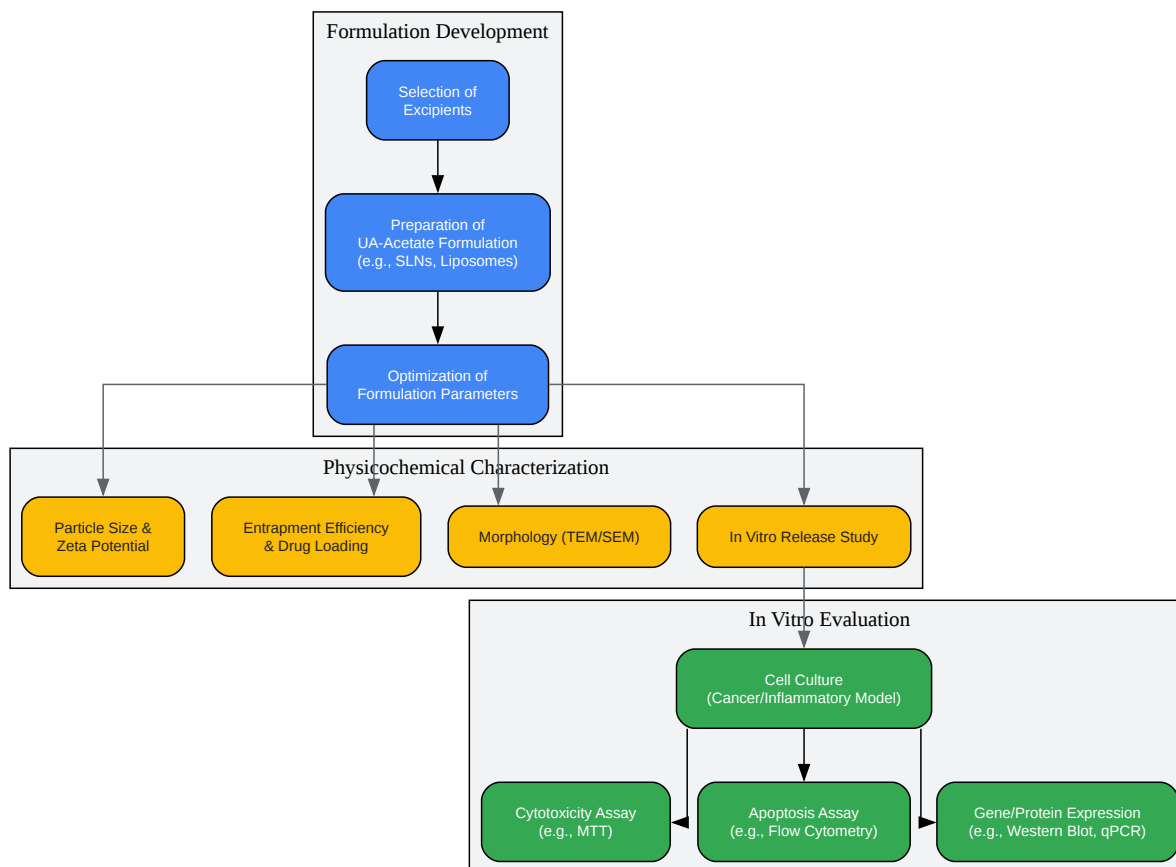 Formulation Development
Selection of
Excipients
Preparation of
UA-Acetate Formulation
(e.g., SLNs, Liposomes)
Optimization of
Formulation Parameters
Physicochemical Characterization
Particle Size &
Zeta Potential
Entrapment Efficiency
& Drug Loading
Morphology (TEM/SEM)
In Vitro Release Study
In Vitro Evaluation
Cell Culture
(Cancer/Inflammatory Model)
Cytotoxicity Assay
(e.g., MTT)
Apoptosis Assay
(e.g., Flow Cytometry)
Gene/Protein Expression
(e.g., Western Blot, qPCR)